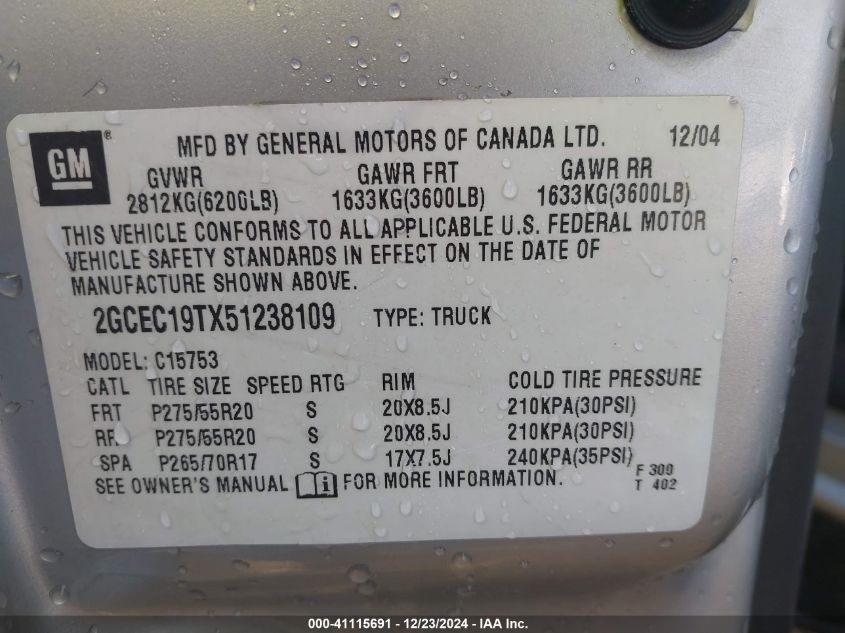 GM ® MFD BY GENERAL MOTORS OF CANADA LTD. 12/04
GVWR GAWR FRT GAWR RR
2812KG(6200LB) 1633KG(3600LB) 1633KG(3600LB)
THIS VEHICLE CONFORMS TO ALL APPLICABLE U.S. FEDERAL MOTOR
VEHICLE SAFETY STANDARDS IN EFFECT ON THE DATE OF
MANUFACTURE SHOWN ABOVE.
2GCEC19TX51238109 TYPE: TRUCK
MODEL: C15753
CATL TIRE SIZE SPEED RTG RIM COLD TIRE PRESSURE
FRT P275/55R20 S 20X8.5J 210KPA(30PSI)
RR P275/55R20 S 20X8.5J 210KPA(30PSI)
SPA P265/70R17 S 17X7.5J 240KPA(35PSI)
SEE OWNER'S MANUAL i FOR MORE INFORMATION.
F 300
T 402
000-41115691 - 12/23/2024 - IAA Inc.